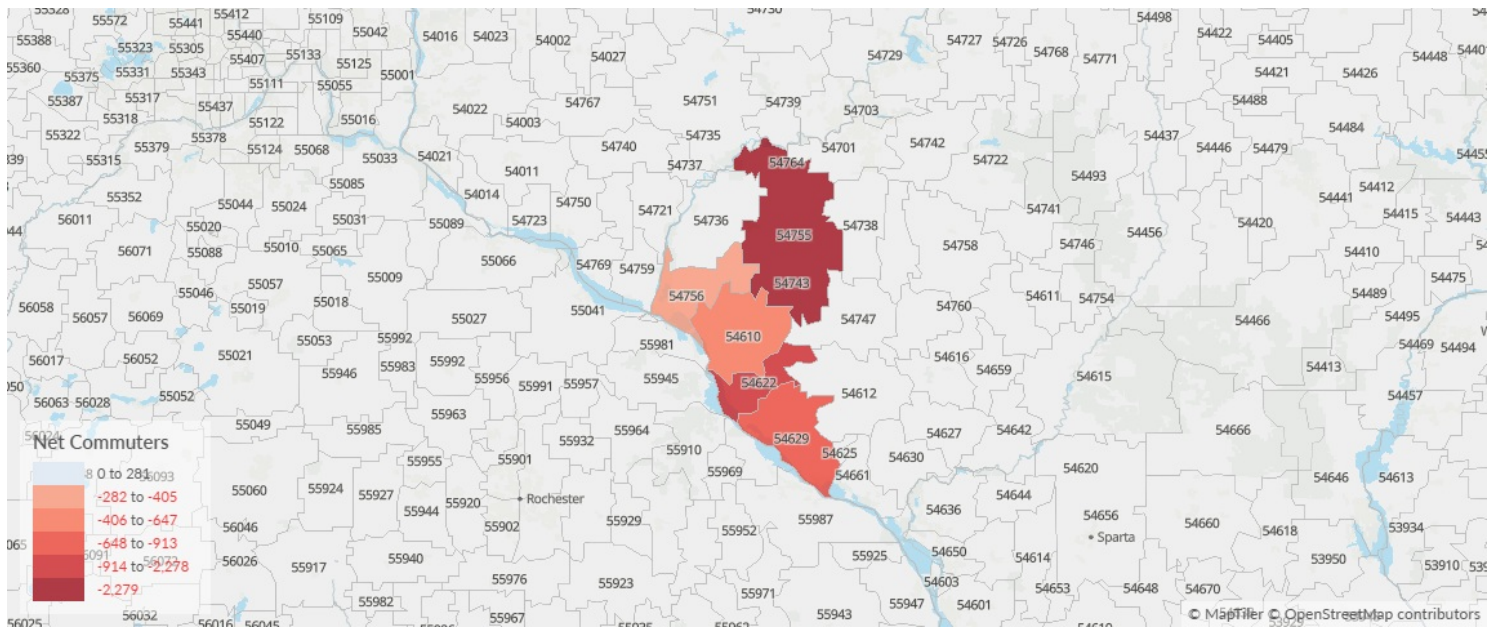 55328 55572 55441 55412 55109 55042 54016 54023 54002 54730 54498 54422 54405
55388 55323 55305 55440 55133 54027 54729 54727 54726 54768 54771 54448
55360 55375 55331 55343 55407 55125 55001 54421 54426
55387 55317 55437 55111 55055 54022 54767 54751 54739 54703 54488
55318 55122 55016 54003 54484
55322 55379 55378 55124 55068 55033 54021 54740 54735 54701 54742 54437 54446 54479
55315 54011 54737 54764 54722 54493
55352 55085 54014 54750 54441 54412
56011 55044 55024 55031 55089 54723 54721 54736 54738 54741 54420 54415 54443
55020 54755 54758 54746 54456
56071 55088 55010 55065 55066 54769 54759 54410
55009 54743 54475
56058 55046 55057 55018 55041 54756 54611 54754 54489
56057 56069 55019 55027 54747 54760 54466 54495
55053 55992 54610 54469 54494
56017 56052 55021 55983 55992 55981 54616 54413
55946 55956 55991 55957 55945 54622 54659 54615
56063 56028 55052 54612 54457
55963
55049 55985 55932 55964 54629 54627 54642 54666
Net Commuters
55910 54625 54630
0 to 281
56093 55955 55901 55969 54661 54620 54646 54613
-282 to -405
55060 55924 55927 Rochester 54644
-406 to -647
55944 55920 54636 54656 54660
56046 55902 55929 55987 54618 53934
-648 to -913
55952 Sparta
-914 to -2,278
56026 55917 55940 55925 54650 54614 53950 53910
-2,279
55982 55976 55923 55971 54603 54653 54648 54670
56025 56032 56016 56045 55967 55943 55947 54601
© MapTiler © OpenStreetMap contributors